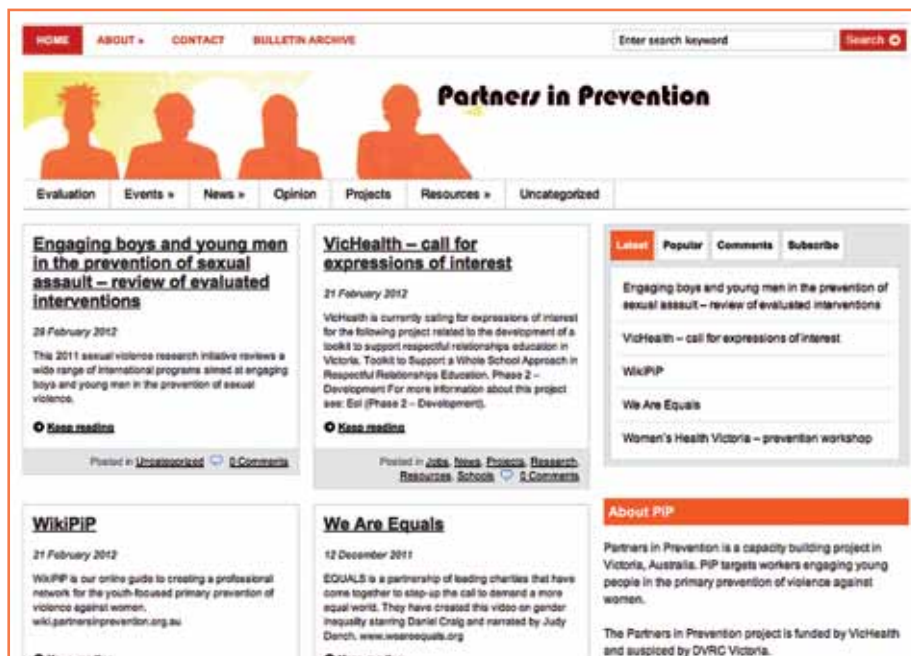 HOME ABOUT » CONTACT BULLETIN ARCHIVE
Enter search keyword
Search
Partners in Prevention
Evaluation Events » News » Opinion Projects Resources » Uncategorized
Engaging boys and young men
in the prevention of sexual
assault – review of evaluated
interventions
28 February 2012
This 2011 sexual violence research initiative reviews a
wide range of international programs aimed at engaging
boys and young men in the prevention of sexual
violence.
Keep reading
Posted in Uncategorized 0 Comments
VicHealth – call for
expressions of interest
21 February 2012
VicHealth is currently calling for expressions of interest
for the following project related to the development of a
toolkit to support respectful relationships education in
Victoria. Toolkit to Support a Whole School Approach in
Respectful Relationships Education. Phase 2 –
Development For more information about this project
see: EoI (Phase 2 – Development).
Keep reading
Posted in Jobs, News, Projects, Research,
Resources, Schools 0 Comments
Latest Popular Comments Subscribe
Engaging boys and young men in the prevention of
sexual assault – review of evaluated interventions
VicHealth – call for expressions of interest
WikiPiP
We Are Equals
Women's Health Victoria – prevention workshop
WikiPiP
21 February 2012
WikiPiP is our online guide to creating a professional
network for the youth-focused primary prevention of
violence against women.
wiki.partnersinprevention.org.au
We Are Equals
12 December 2011
EQUALS is a partnership of leading charities that have
come together to step-up the call to demand a more
equal world. They have created this video on gender
inequality starring Daniel Craig and narrated by Judy
Dench. www.weareequals.org
About PiP
Partners in Prevention is a capacity building project in
Victoria, Australia. PiP targets workers engaging young
people in the primary prevention of violence against
women.
The Partners in Prevention project is funded by VicHealth
and auspiced by DVRC Victoria.